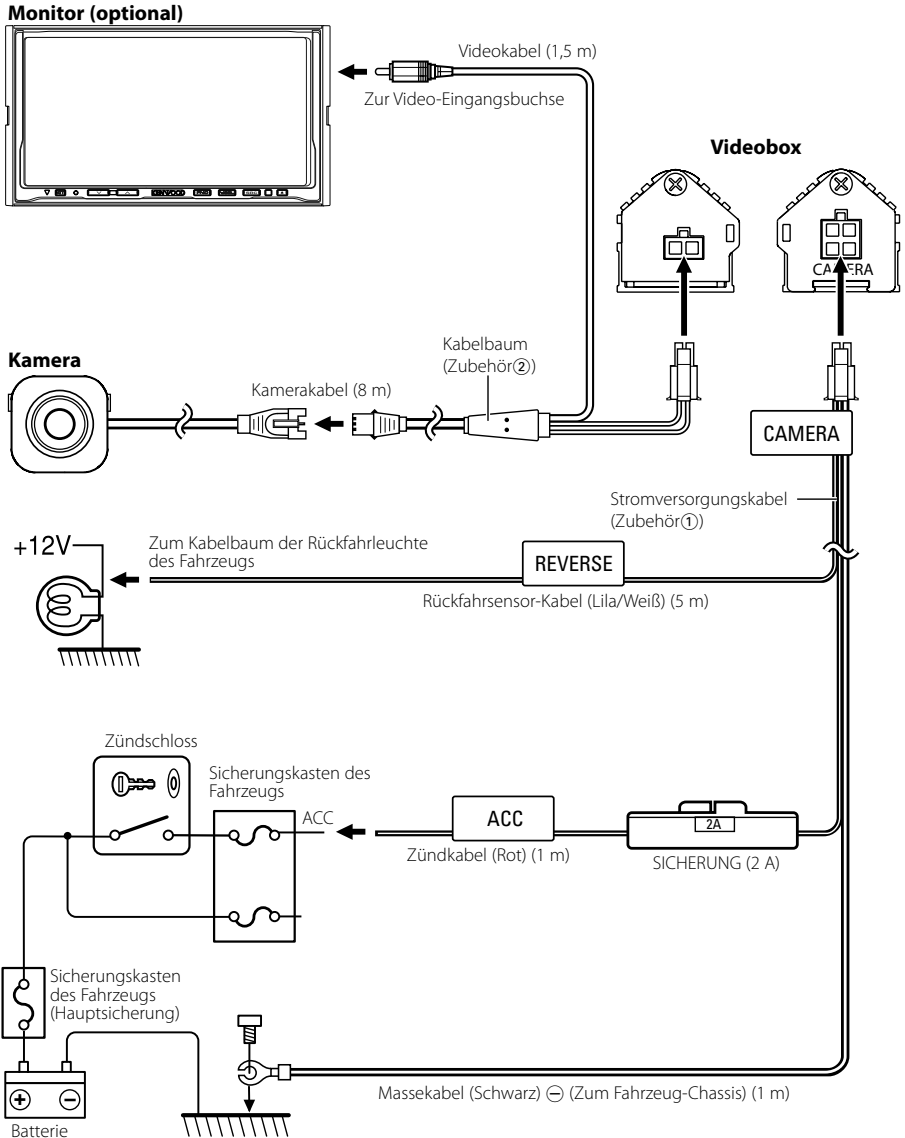 Monitor (optional)
Videokabel (1,5 m)
Zur Video-Eingangsbuchse
KENWOOD
Videobox
CAMERA
Kamera
Kabelbaum
(Zubehör②)
Kamerakabel (8 m)
CAMERA
Stromversorgungskabel
(Zubehör①)
+12V
Zum Kabelbaum der Rückfahrleuchte
des Fahrzeugs
REVERSE
Rückfahrsensor-Kabel (Lila/Weiß) (5 m)
Zündschloss
Sicherungskasten des
Fahrzeugs
ACC
ACC
2A
Zündkabel (Rot) (1 m)
SICHERUNG (2 A)
Sicherungskasten
des Fahrzeugs
(Hauptsicherung)
Massekabel (Schwarz) ⊖ (Zum Fahrzeug-Chassis) (1 m)
⊕ ⊖
Batterie